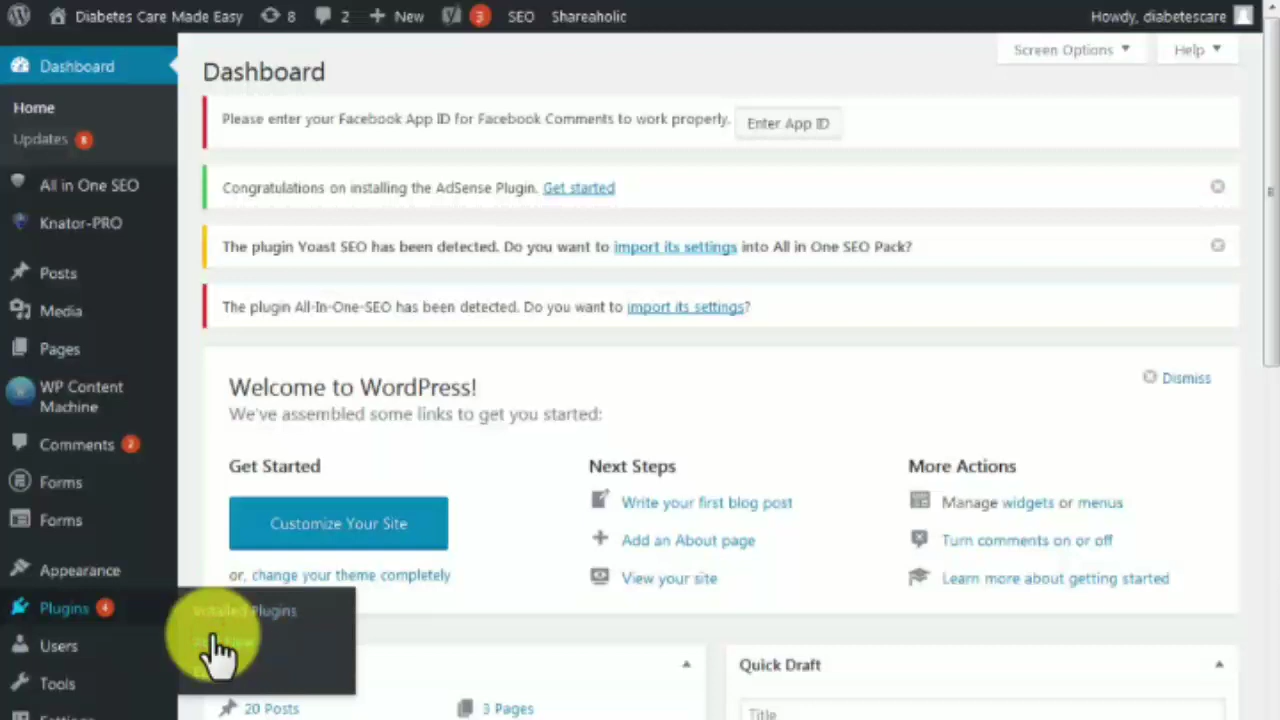 Diabetes Care Made Easy 8 2 New 3 SEO Shareaholic Howdy, diabetescare
Dashboard
Home
Updates 8
All in One SEO
Knator-PRO
Posts
Media
Pages
WP Content
Machine
Comments 2
Forms
Forms
Appearance
Plugins 4
Users
Tools
Installed Plugins
Screen Options Help
Dashboard
Please enter your Facebook App ID for Facebook Comments to work properly. Enter App ID
Congratulations on installing the AdSense Plugin. Get started
The plugin Yoast SEO has been detected. Do you want to import its settings into All in One SEO Pack?
The plugin All-In-One-SEO has been detected. Do you want to import its settings?
Welcome to WordPress!
Dismiss
We've assembled some links to get you started:
Get Started
Customize Your Site
or, change your theme completely
Next Steps
Write your first blog post
Add an About page
View your site
More Actions
Manage widgets or menus
Turn comments on or off
Learn more about getting started
20 Posts
3 Pages
Quick Draft
Title